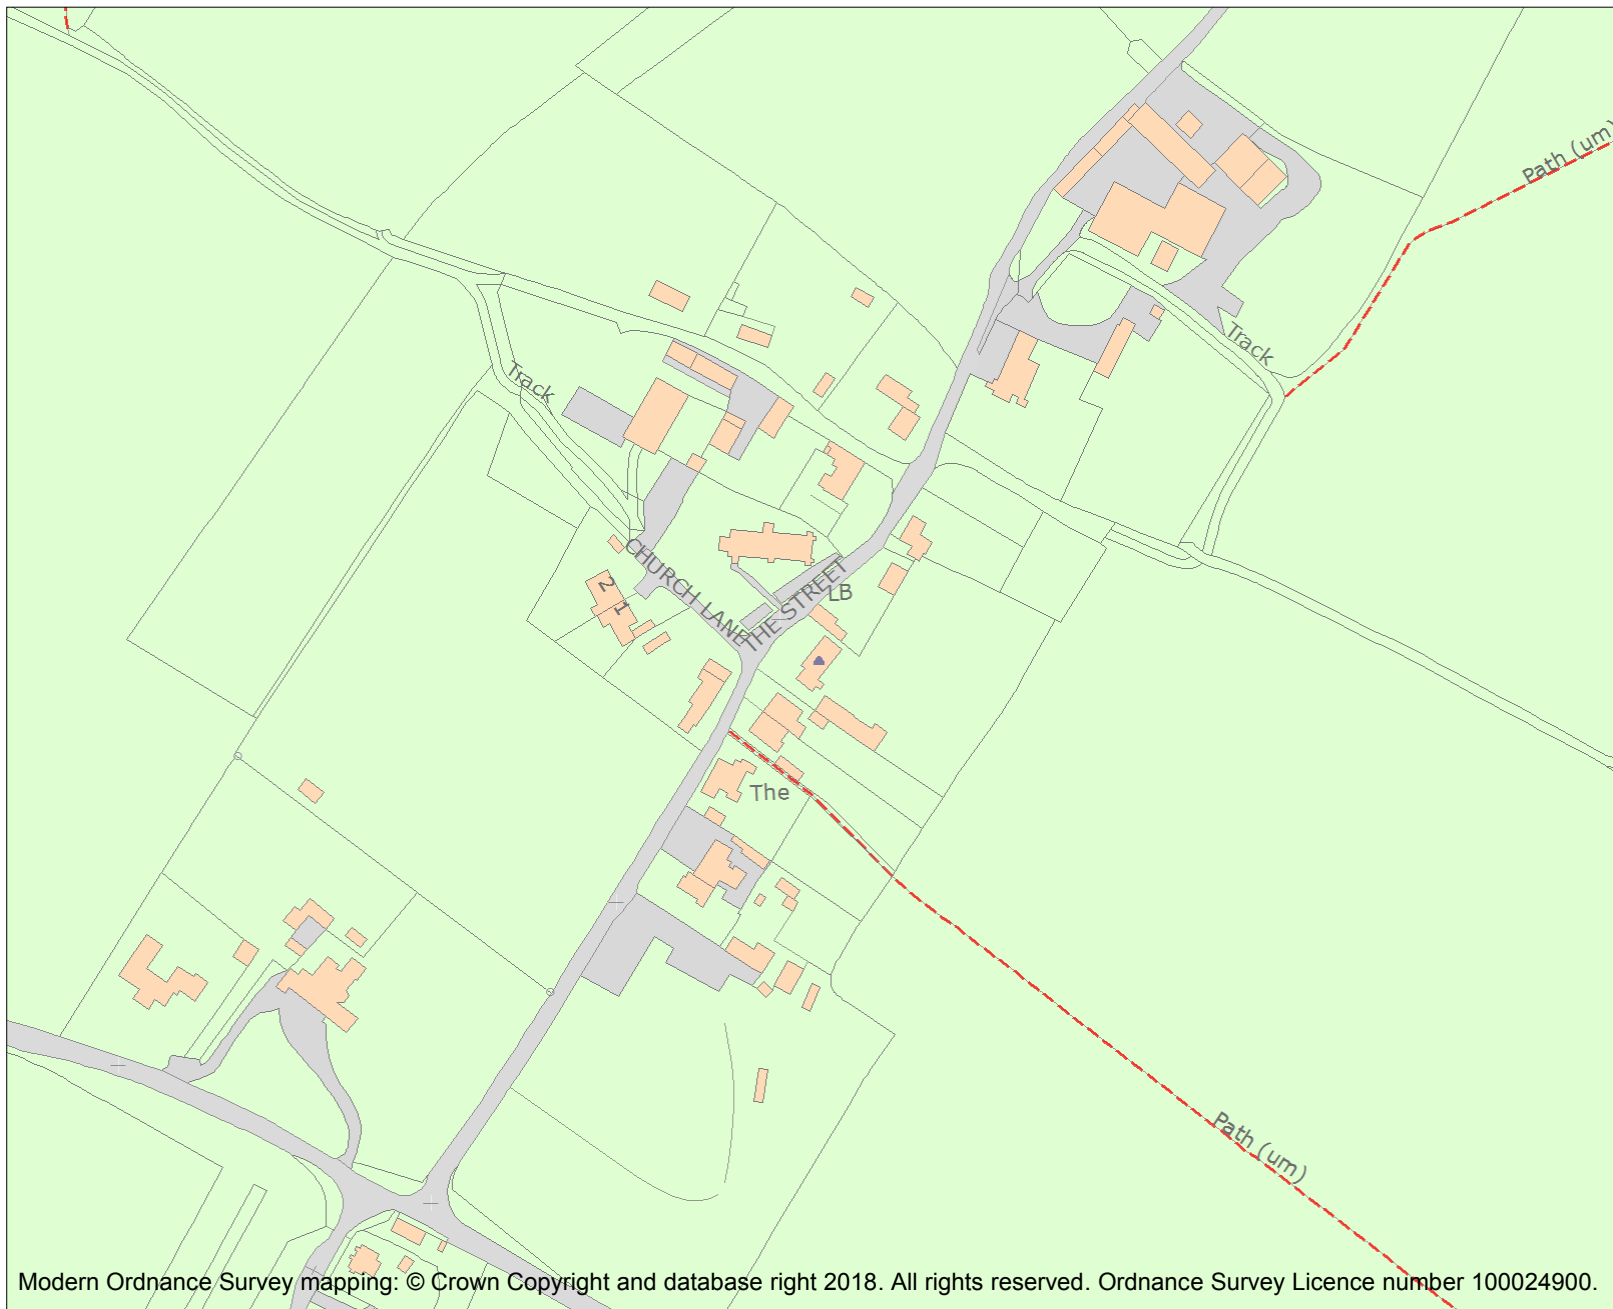 Path (um)
Track
Track
CHURCH LANE
THE STREET
LB
2
1
The
Path (um)
Modern Ordnance Survey mapping: © Crown Copyright and database right 2018. All rights reserved. Ordnance Survey Licence number 100024900.